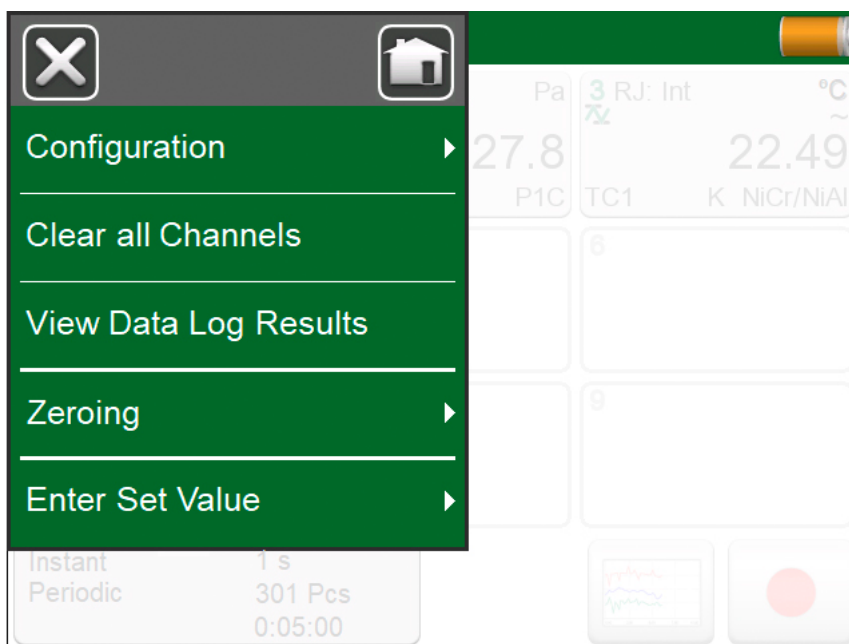 Pa
3 RJ: Int °C
~
27.8
22.49
P1C
TC1 K NiCr/NiAl
Configuration
Clear all Channels
6
View Data Log Results
Zeroing
9
Enter Set Value
Instant 1 s
Periodic 301 Pcs
0:05:00